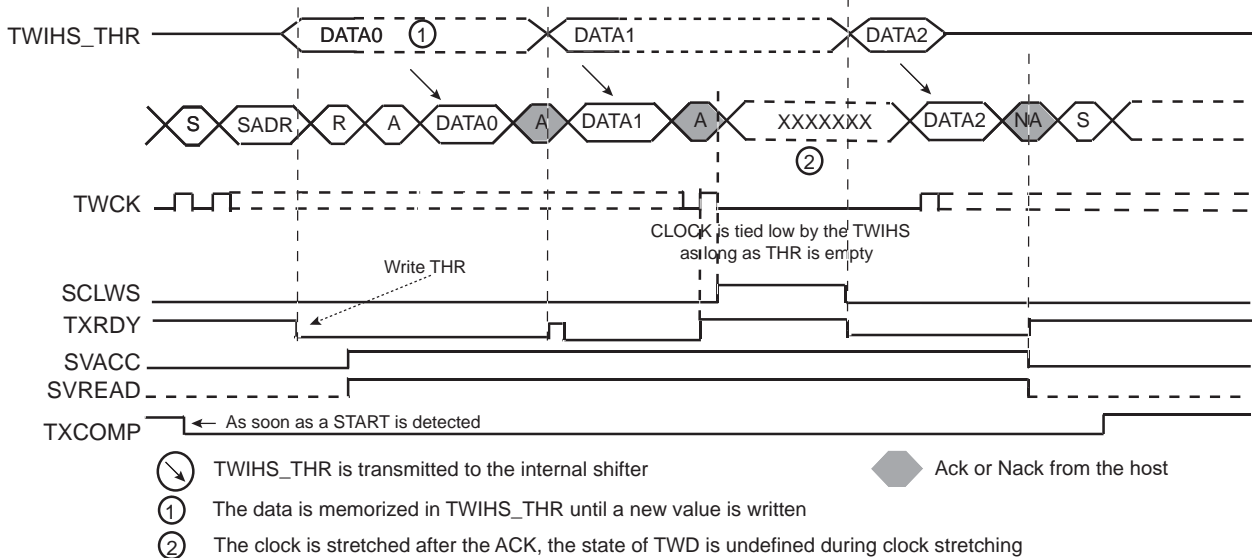 TWIHS_THR DATA0 1 DATA1 DATA2
S SADR R A DATA0 A DATA1 A XXXXXXX DATA2 NA S
2
TWCK
CLOCK is tied low by the TWIHS
as long as THR is empty
Write THR
SCLWS
TXRDY
SVACC
SVREAD
TXCOMP As soon as a START is detected
TWIHS_THR is transmitted to the internal shifter Ack or Nack from the host
1 The data is memorized in TWIHS_THR until a new value is written
2 The clock is stretched after the ACK, the state of TWD is undefined during clock stretching